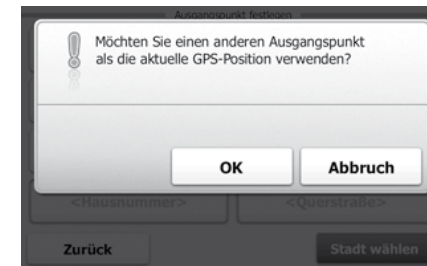 Ausgangspunkt festlegen
Möchten Sie einen anderen Ausgangspunkt
als die aktuelle GPS-Position verwenden?
OK
Abbruch
<Hausnummer>
<Querstraße>
Zurück
Stadt wählen